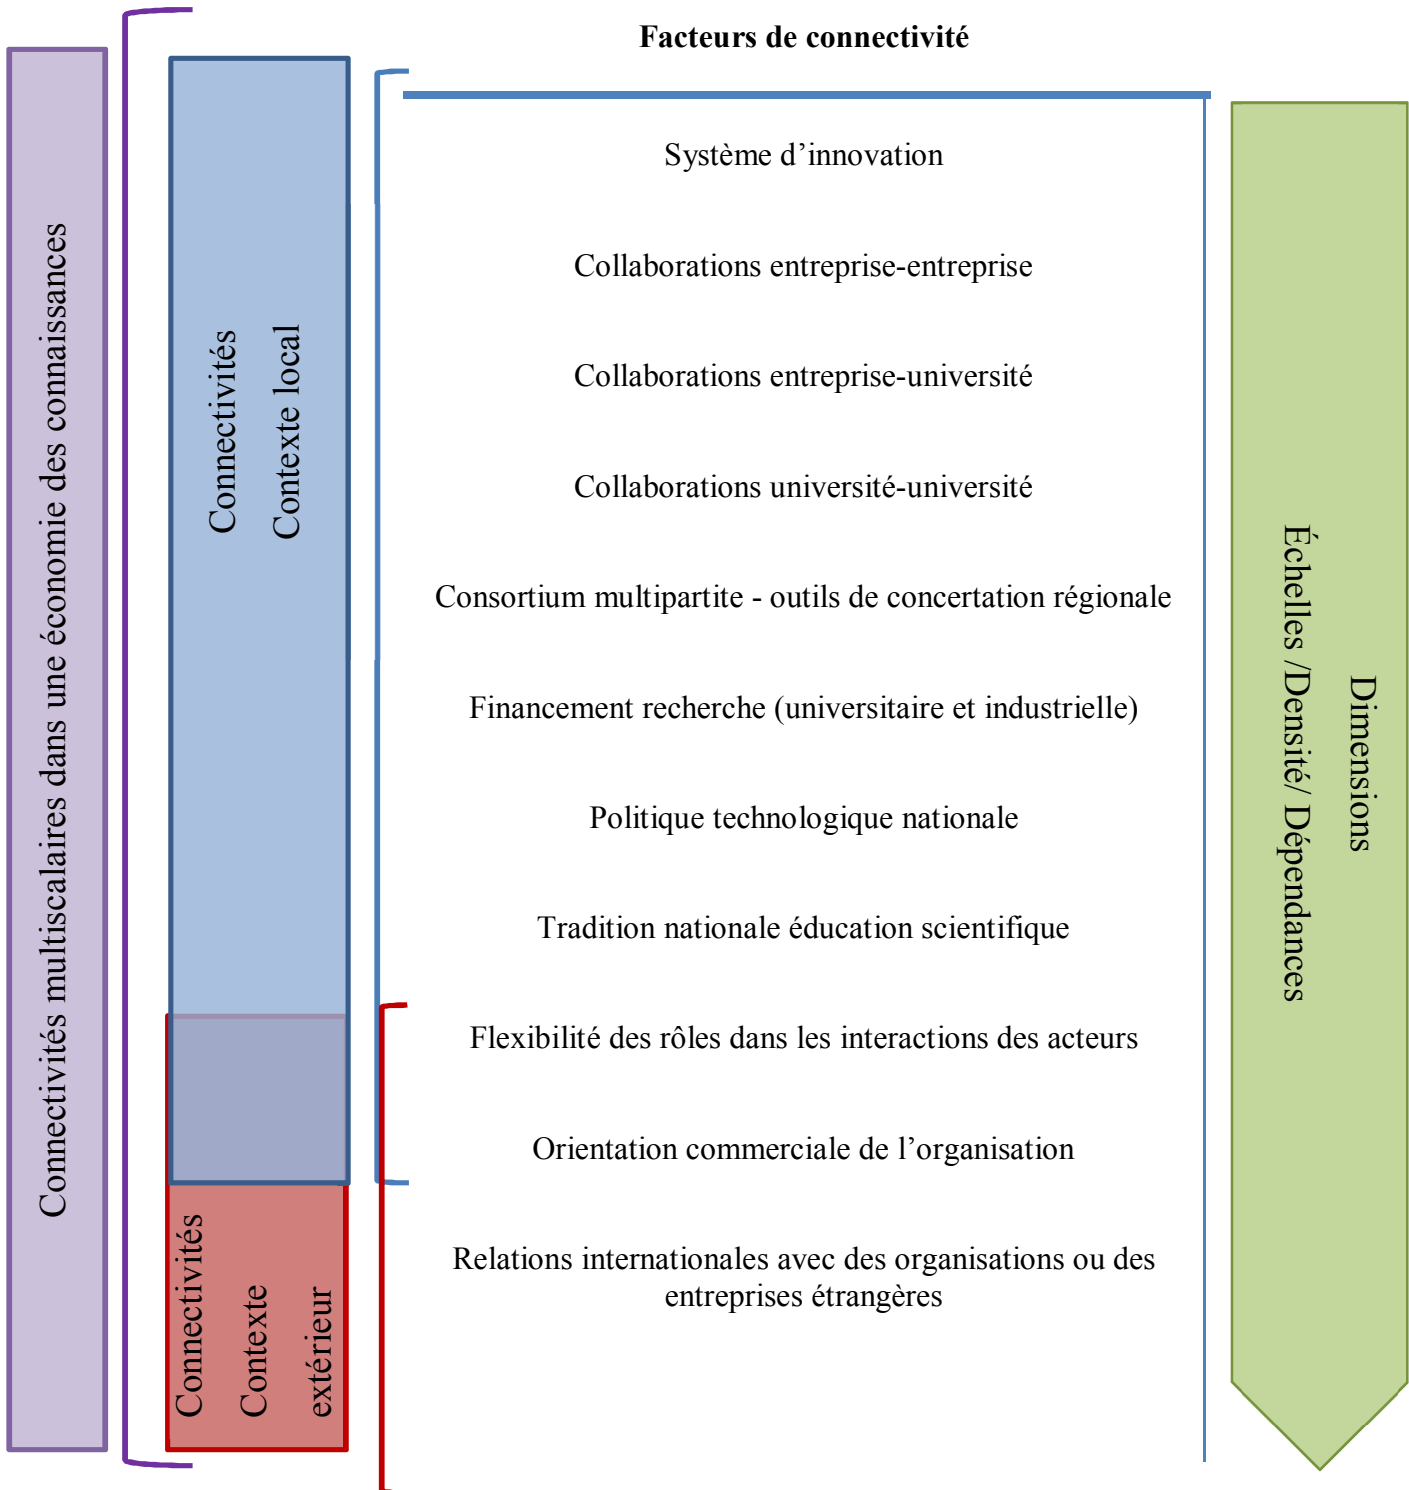 Facteurs de connectivité
Connectivités multiscalaires dans une économie des connaissances
Connectivités
Contexte local
Système d’innovation
Collaborations entreprise-entreprise
Collaborations entreprise-université
Collaborations université-université
Consortium multipartite - outils de concertation régionale
Financement recherche (universitaire et industrielle)
Politique technologique nationale
Tradition nationale éducation scientifique
Flexibilité des rôles dans les interactions des acteurs
Orientation commerciale de l’organisation
Relations internationales avec des organisations ou des
entreprises étrangères
Connectivités
Contexte
extérieur
Dimensions
Échelles /Densité/ Dépendances